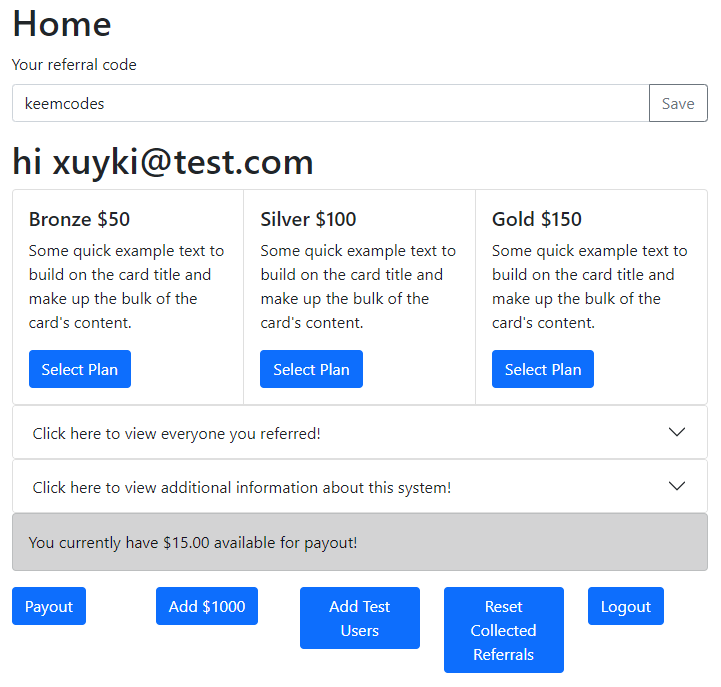 Home
Your referral code
keemcodes
Save
hi xuyki@test.com
Bronze $50
Some quick example text to
build on the card title and
make up the bulk of the
card's content.
Select Plan
Silver $100
Some quick example text to
build on the card title and
make up the bulk of the
card's content.
Select Plan
Gold $150
Some quick example text to
build on the card title and
make up the bulk of the
card's content.
Select Plan
Click here to view everyone you referred!
Click here to view additional information about this system!
You currently have $15.00 available for payout!
Payout
Add $1000
Add Test
Users
Reset
Collected
Referrals
Logout